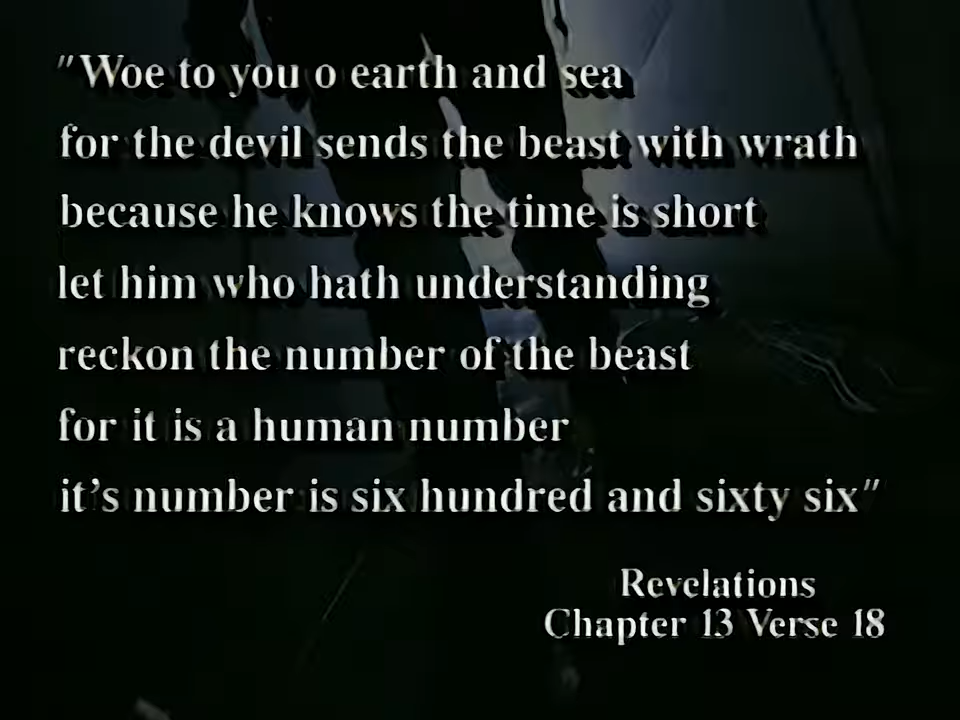 "Woe to you o earth and sea
for the devil sends the beast with wrath
because he knows the time is short
let him who hath understanding
reckon the number of the beast
for it is a human number
it's number is six hundred and sixty six"
Revelations
Chapter 13 Verse 18